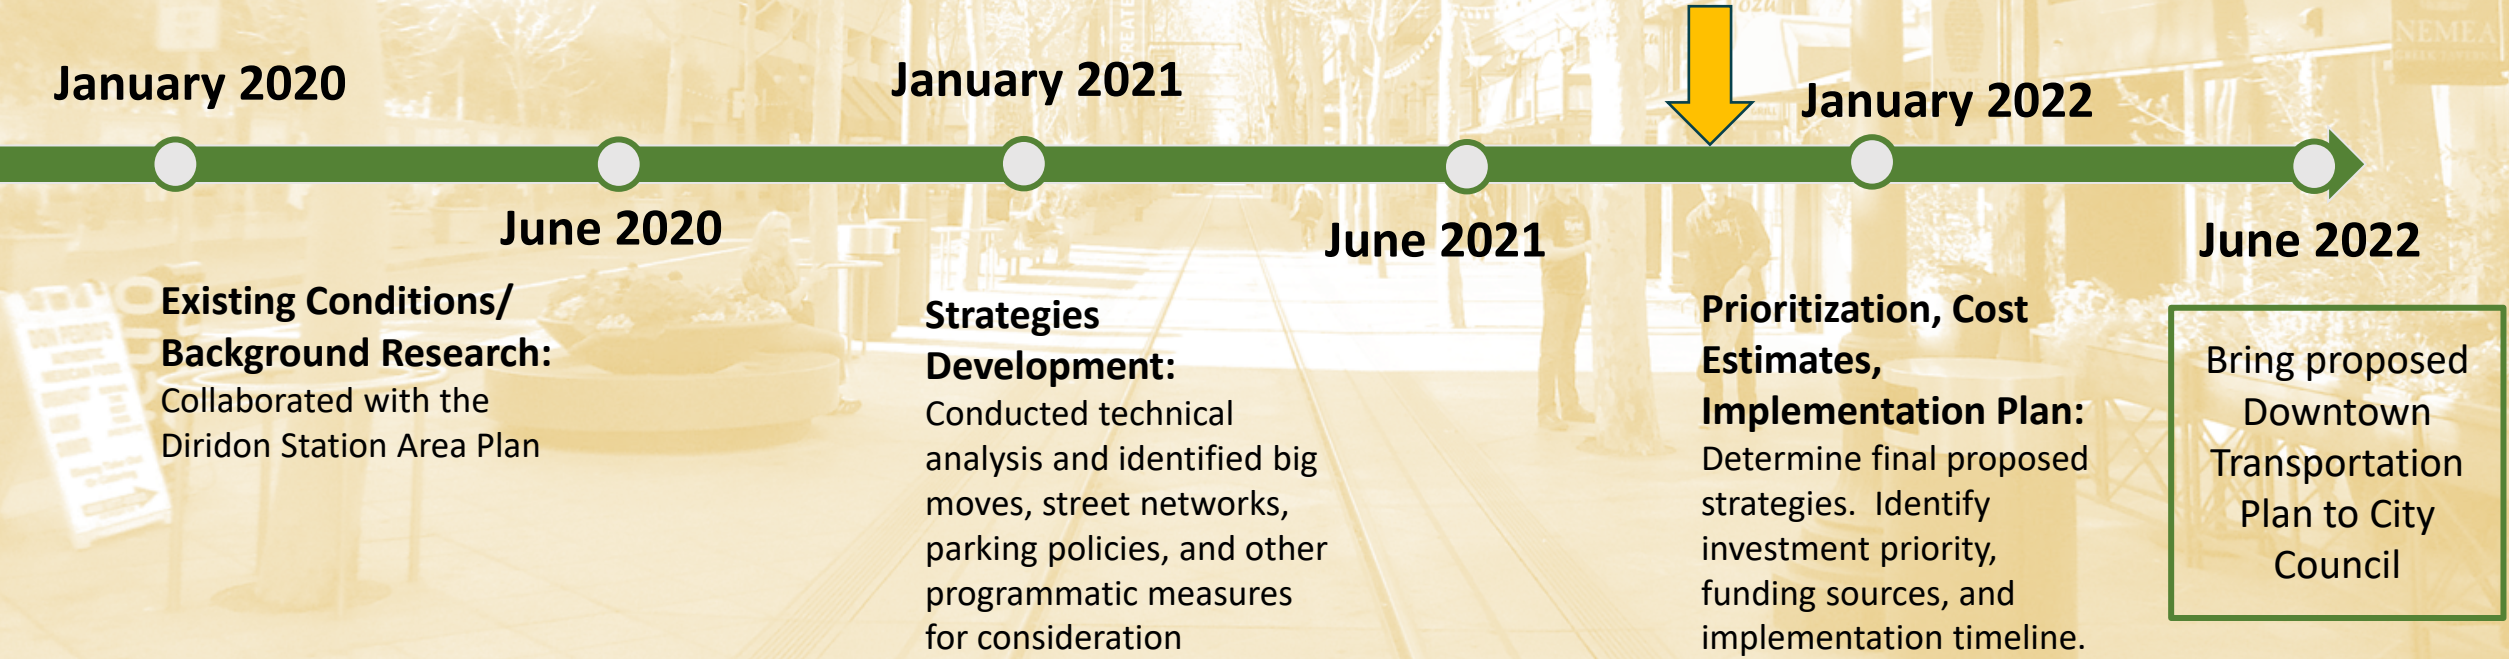 January 2020
January 2021
January 2022
June 2020
June 2021
June 2022
Existing Conditions/
Background Research:
Collaborated with the
Diridon Station Area Plan
Strategies
Development:
Conducted technical
analysis and identified big
moves, street networks,
parking policies, and other
programmatic measures
for consideration
Prioritization, Cost
Estimates,
Implementation Plan:
Determine final proposed
strategies.  Identify
investment priority,
funding sources, and
implementation timeline.
Bring proposed
Downtown
Transportation
Plan to City
Council
NEMEA